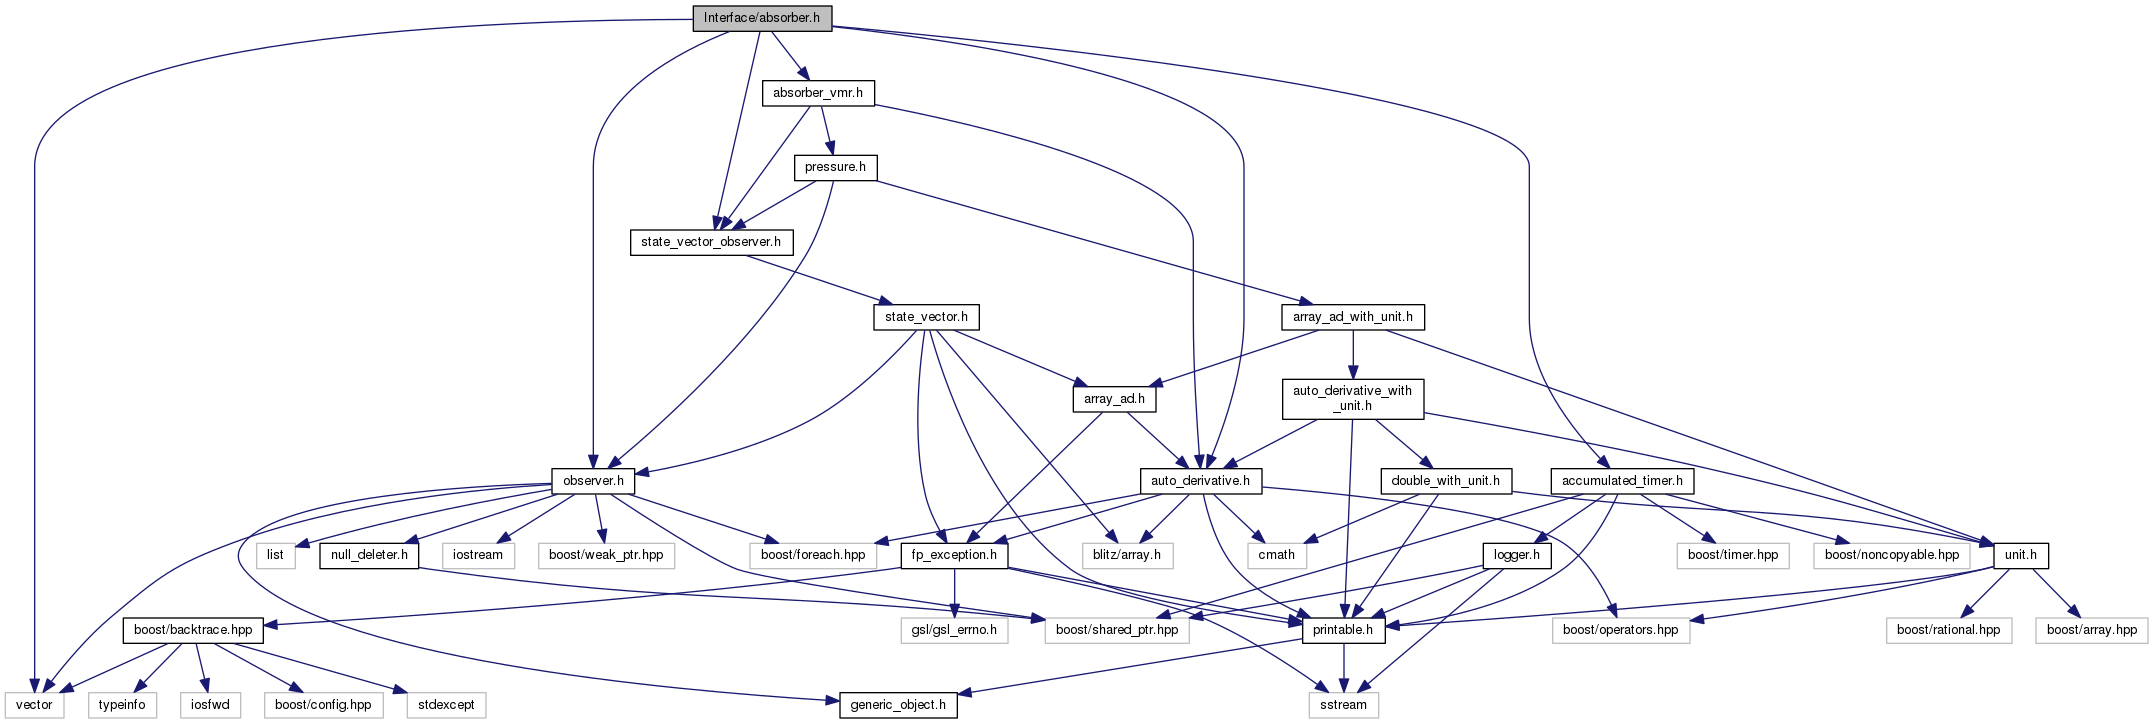 Interface/absorber.h
absorber_vmr.h
pressure.h
state_vector_observer.h
state_vector.h
array_ad_with_unit.h
array_ad.h
auto_derivative_with
_unit.h
observer.h
auto_derivative.h
double_with_unit.h
accumulated_timer.h
list
null_deleter.h
iostream
boost/weak_ptr.hpp
boost/foreach.hpp
fp_exception.h
blitz/array.h
cmath
logger.h
boost/timer.hpp
boost/noncopyable.hpp
unit.h
boost/backtrace.hpp
gsl/gsl_errno.h
boost/shared_ptr.hpp
printable.h
boost/operators.hpp
boost/rational.hpp
boost/array.hpp
vector
typeinfo
iosfwd
boost/config.hpp
stdexcept
generic_object.h
sstream